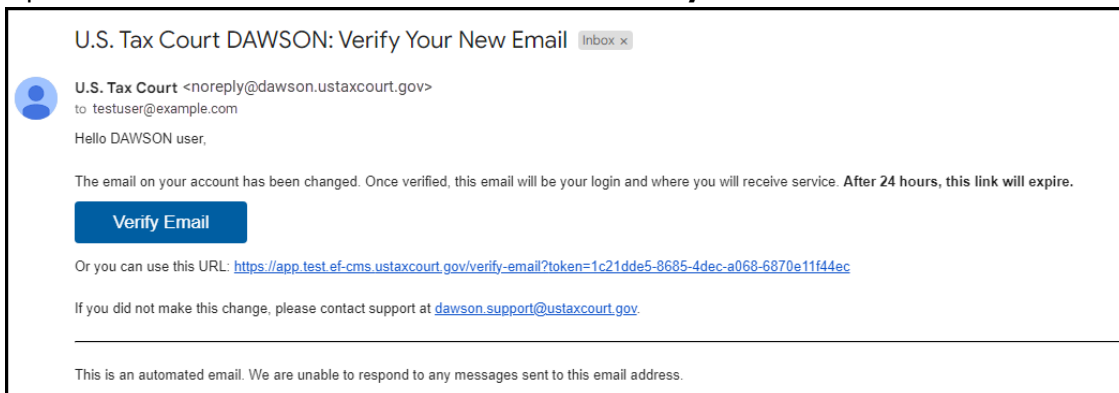 U.S. Tax Court DAWSON: Verify Your New Email Inbox ×
U.S. Tax Court <noreply@dawson.ustaxcourt.gov>
to testuser@example.com
Hello DAWSON user,
The email on your account has been changed. Once verified, this email will be your login and where you will receive service. After 24 hours, this link will expire.
Verify Email
Or you can use this URL: https://app.test.ef-cms.ustaxcourt.gov/verify-email?token=1c21dde5-8685-4dec-a068-6870e11f44ec
If you did not make this change, please contact support at dawson.support@ustaxcourt.gov.
This is an automated email. We are unable to respond to any messages sent to this email address.